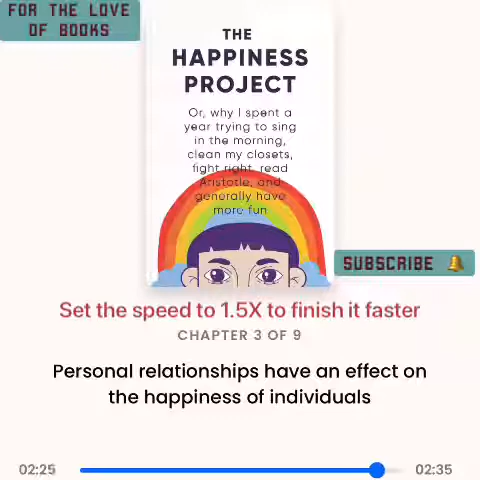 FOR THE LOVE
OF BOOKS
THE
HAPPINESS
PROJECT
Or, why I spent a
year trying to sing
in the morning,
clean my closets,
fight right, read
Aristotle, and
generally have
more fun
SUBSCRIBE 🔔
Set the speed to 1.5X to finish it faster
CHAPTER 3 OF 9
Personal relationships have an effect on
the happiness of individuals
02:25 02:35